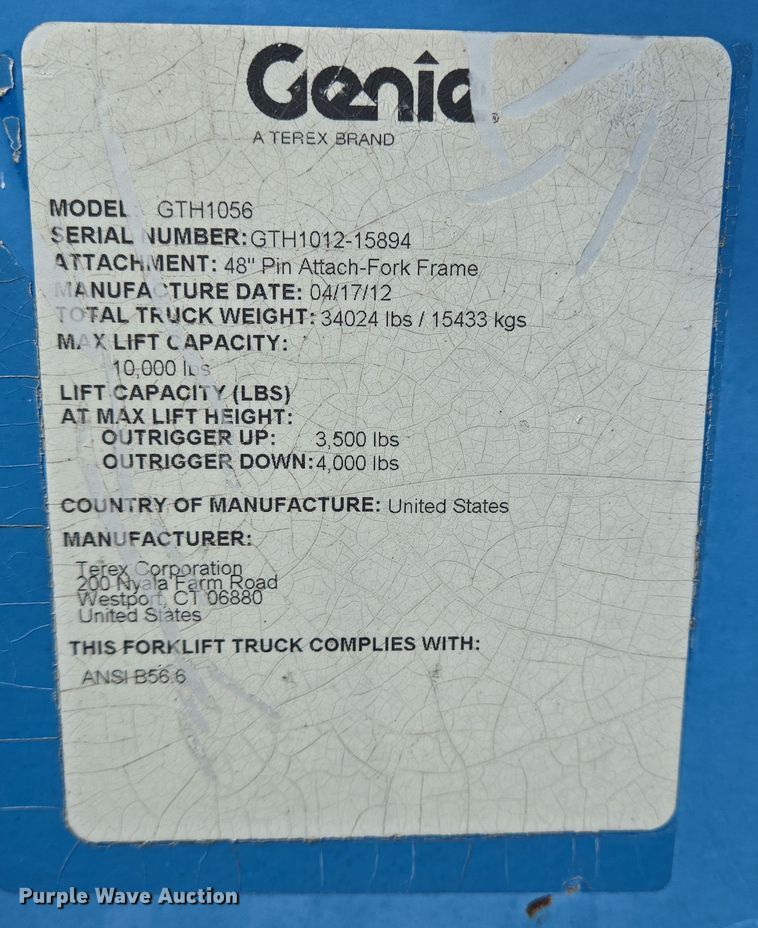 Genie
A TEREX BRAND
MODEL GTH1056
SERIAL NUMBER: GTH1012-15894
ATTACHMENT: 48" Pin Attach-Fork Frame
MANUFACTURE DATE: 04/17/12
TOTAL TRUCK WEIGHT: 34024 lbs / 15433 kgs
MAX LIFT CAPACITY:
10,000 lbs
LIFT CAPACITY (LBS)
AT MAX LIFT HEIGHT:
OUTRIGGER UP: 3,500 lbs
OUTRIGGER DOWN: 4,000 lbs
COUNTRY OF MANUFACTURE: United States
MANUFACTURER:
Terex Corporation
200 Nyala Farm Road
Westport, CT 06880
United States
THIS FORKLIFT TRUCK COMPLIES WITH:
ANSI B56.6
Purple Wave Auction